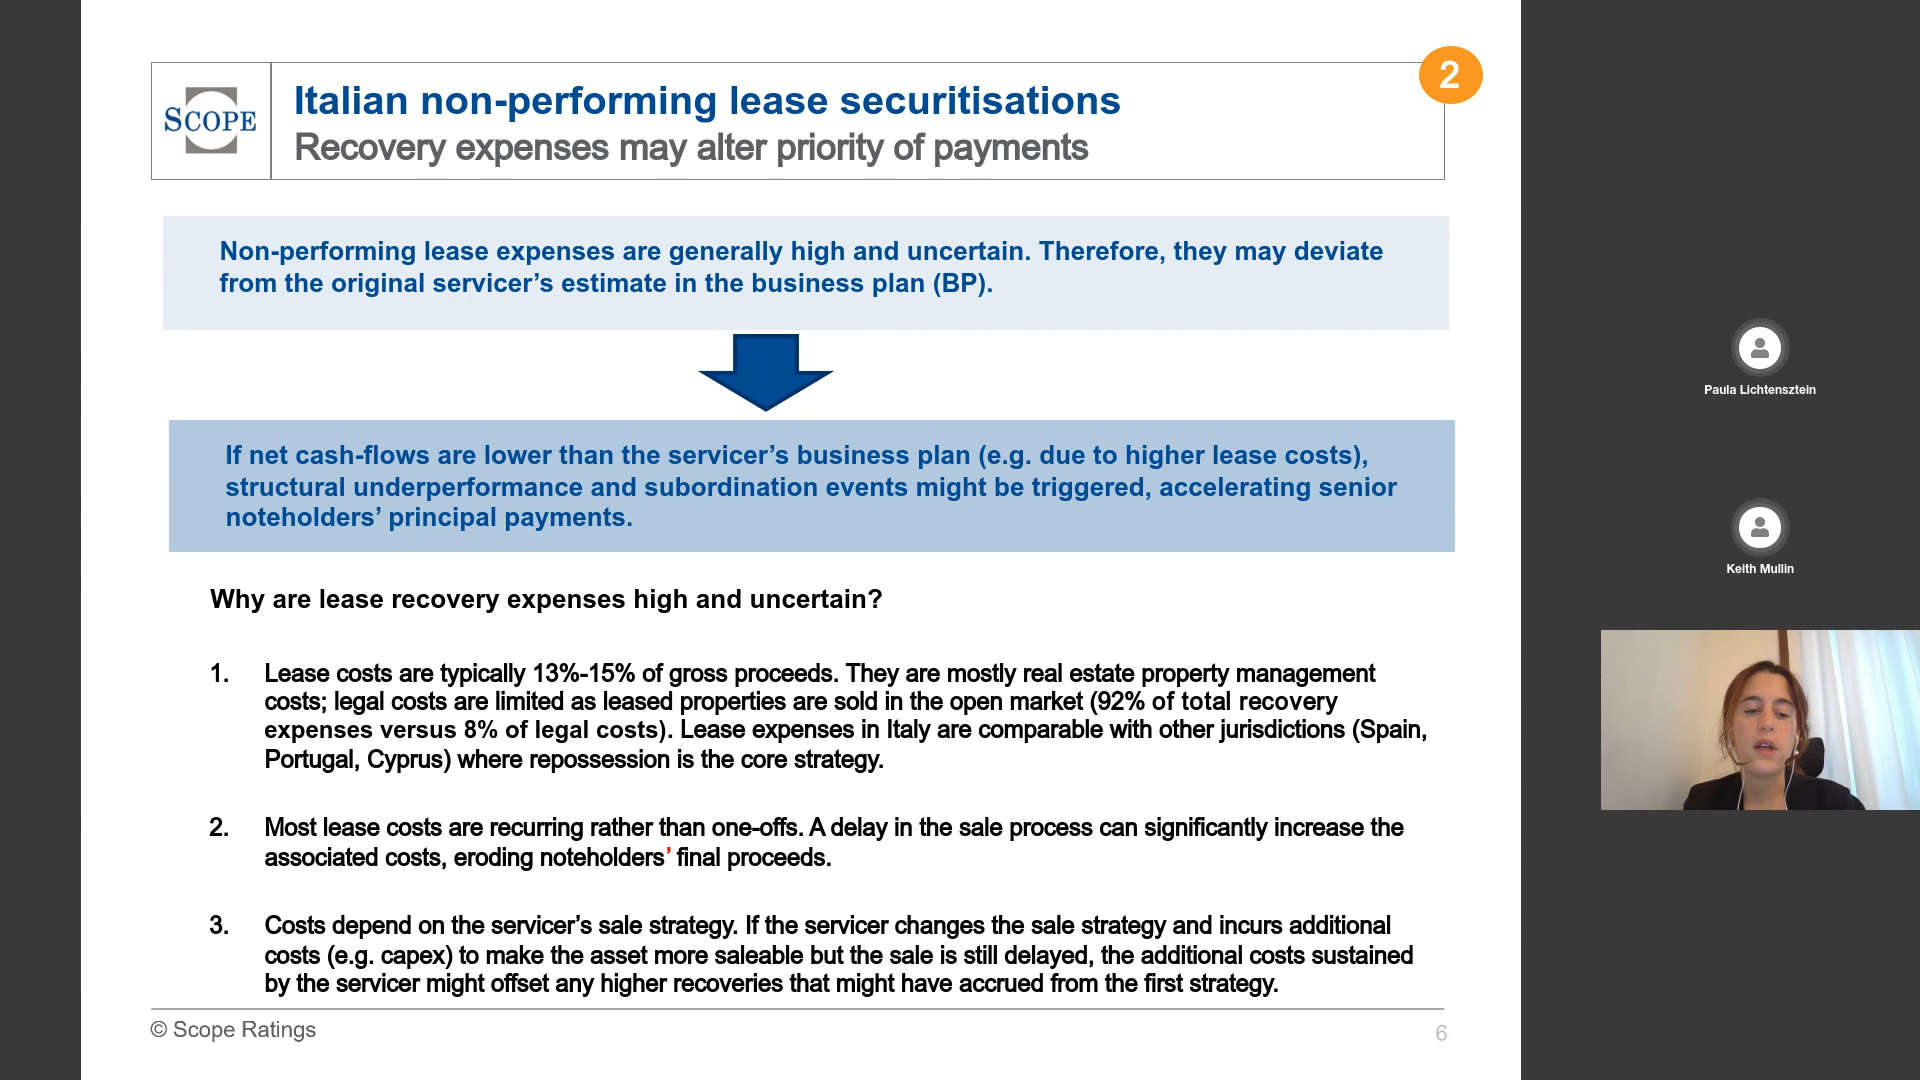 2
SCOPE
Italian non-performing lease securitisations
Recovery expenses may alter priority of payments
Non-performing lease expenses are generally high and uncertain. Therefore, they may deviate
from the original servicer’s estimate in the business plan (BP).
If net cash-flows are lower than the servicer’s business plan (e.g. due to higher lease costs),
structural underperformance and subordination events might be triggered, accelerating senior
noteholders’ principal payments.
Why are lease recovery expenses high and uncertain?
1. Lease costs are typically 13%-15% of gross proceeds. They are mostly real estate property management
costs; legal costs are limited as leased properties are sold in the open market (92% of total recovery
expenses versus 8% of legal costs). Lease expenses in Italy are comparable with other jurisdictions (Spain,
Portugal, Cyprus) where repossession is the core strategy.
2. Most lease costs are recurring rather than one-offs. A delay in the sale process can significantly increase the
associated costs, eroding noteholders’ final proceeds.
3. Costs depend on the servicer’s sale strategy. If the servicer changes the sale strategy and incurs additional
costs (e.g. capex) to make the asset more saleable but the sale is still delayed, the additional costs sustained
by the servicer might offset any higher recoveries that might have accrued from the first strategy.
© Scope Ratings
6
Paula Lichtensztein
Keith Mullin